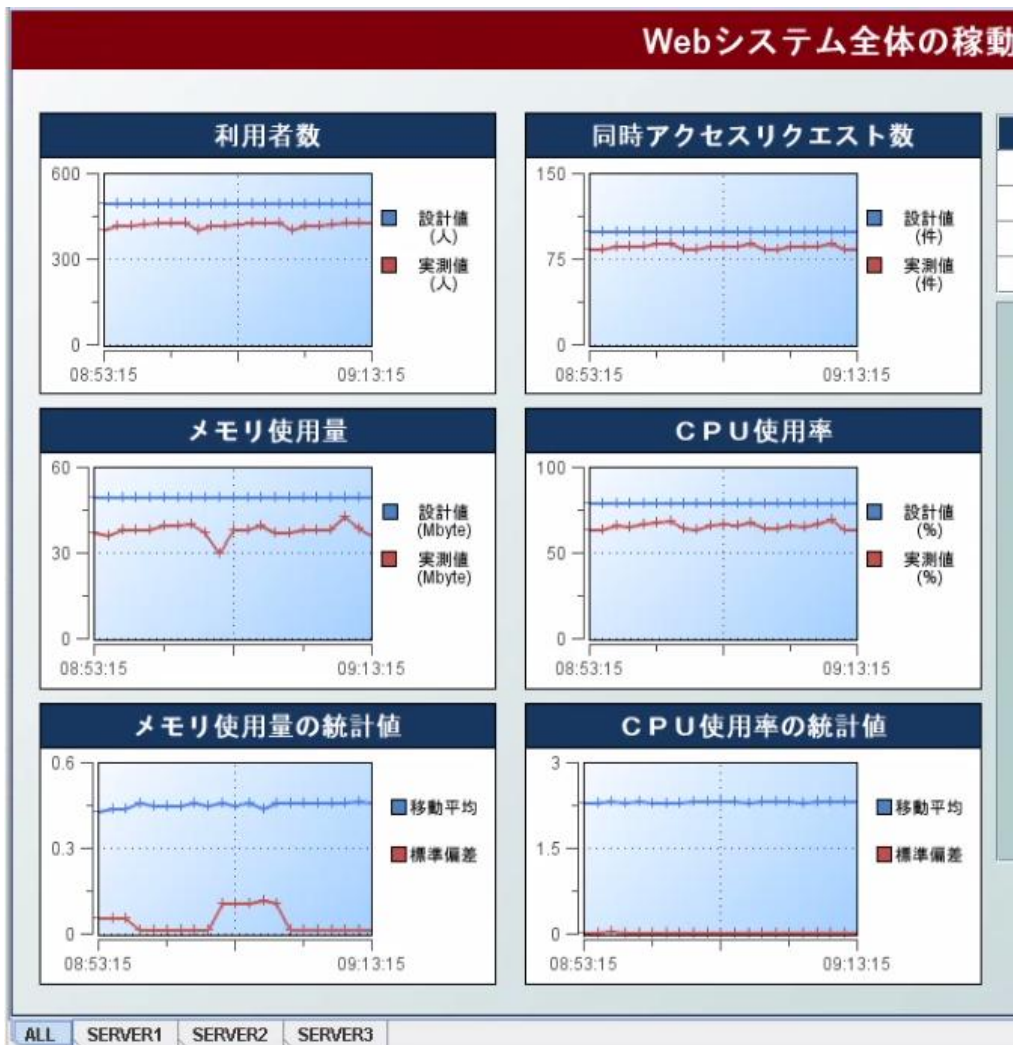 Webシステム全体の稼動
利用者数
600
300
0
08:53:15
09:13:15
設計値
(人)
実測値
(人)
同時アクセスリクエスト数
150
75
0
08:53:15
09:13:15
設計値
(件)
実測値
(件)
メモリ使用量
60
30
0
08:53:15
09:13:15
設計値
(Mbyte)
実測値
(Mbyte)
ＣＰＵ使用率
100
50
0
08:53:15
09:13:15
設計値
(%)
実測値
(%)
メモリ使用量の統計値
0.6
0.3
0
08:53:15
09:13:15
移動平均
標準偏差
ＣＰＵ使用率の統計値
3
1.5
0
08:53:15
09:13:15
移動平均
標準偏差
ALL SERVER1 SERVER2 SERVER3